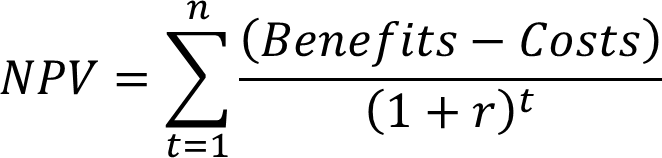 NPV = \sum_{t=1}^{n} \frac{(Benefits - Costs)}{(1 + r)^t}